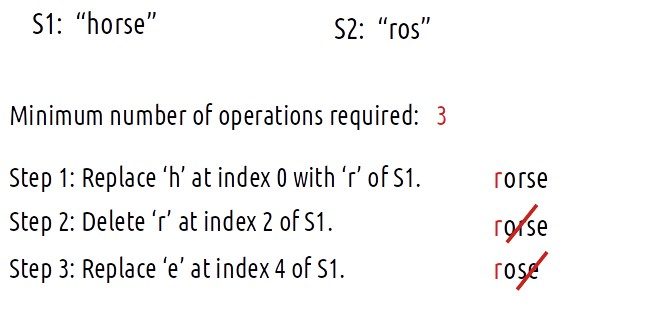 S1: “horse” S2: “ros”
Minimum number of operations required: 3
Step 1: Replace ‘h’ at index 0 with ‘r’ of S1. rorse
Step 2: Delete ‘r’ at index 2 of S1. rorse
Step 3: Replace ‘e’ at index 4 of S1. rose